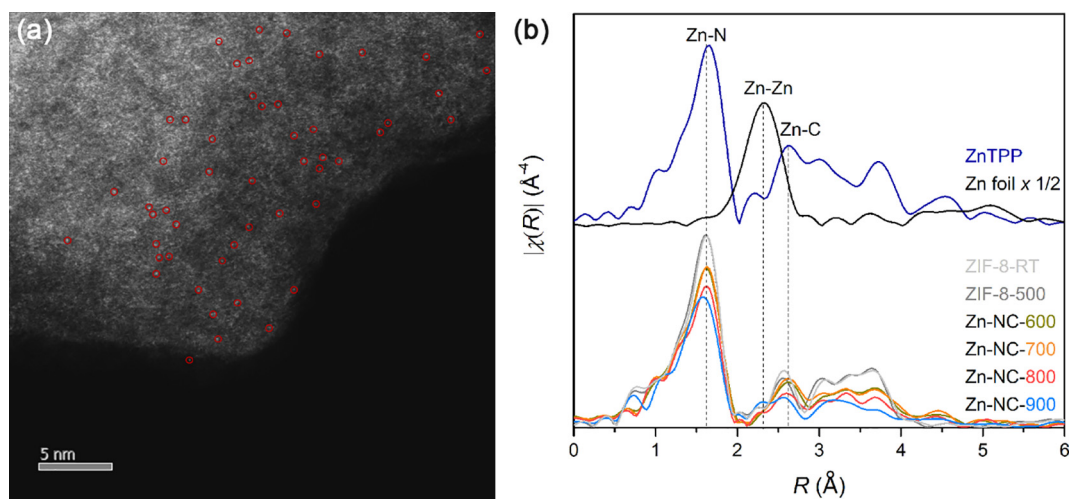 (a)
5 nm
(b)
Zn-N
Zn-Zn
Zn-C
ZnTPP
Zn foil x 1/2
ZIF-8-RT
ZIF-8-500
Zn-NC-600
Zn-NC-700
Zn-NC-800
Zn-NC-900
|χ(R)| (Å⁻⁴)
0 1 2 3 4 5 6
R (Å)